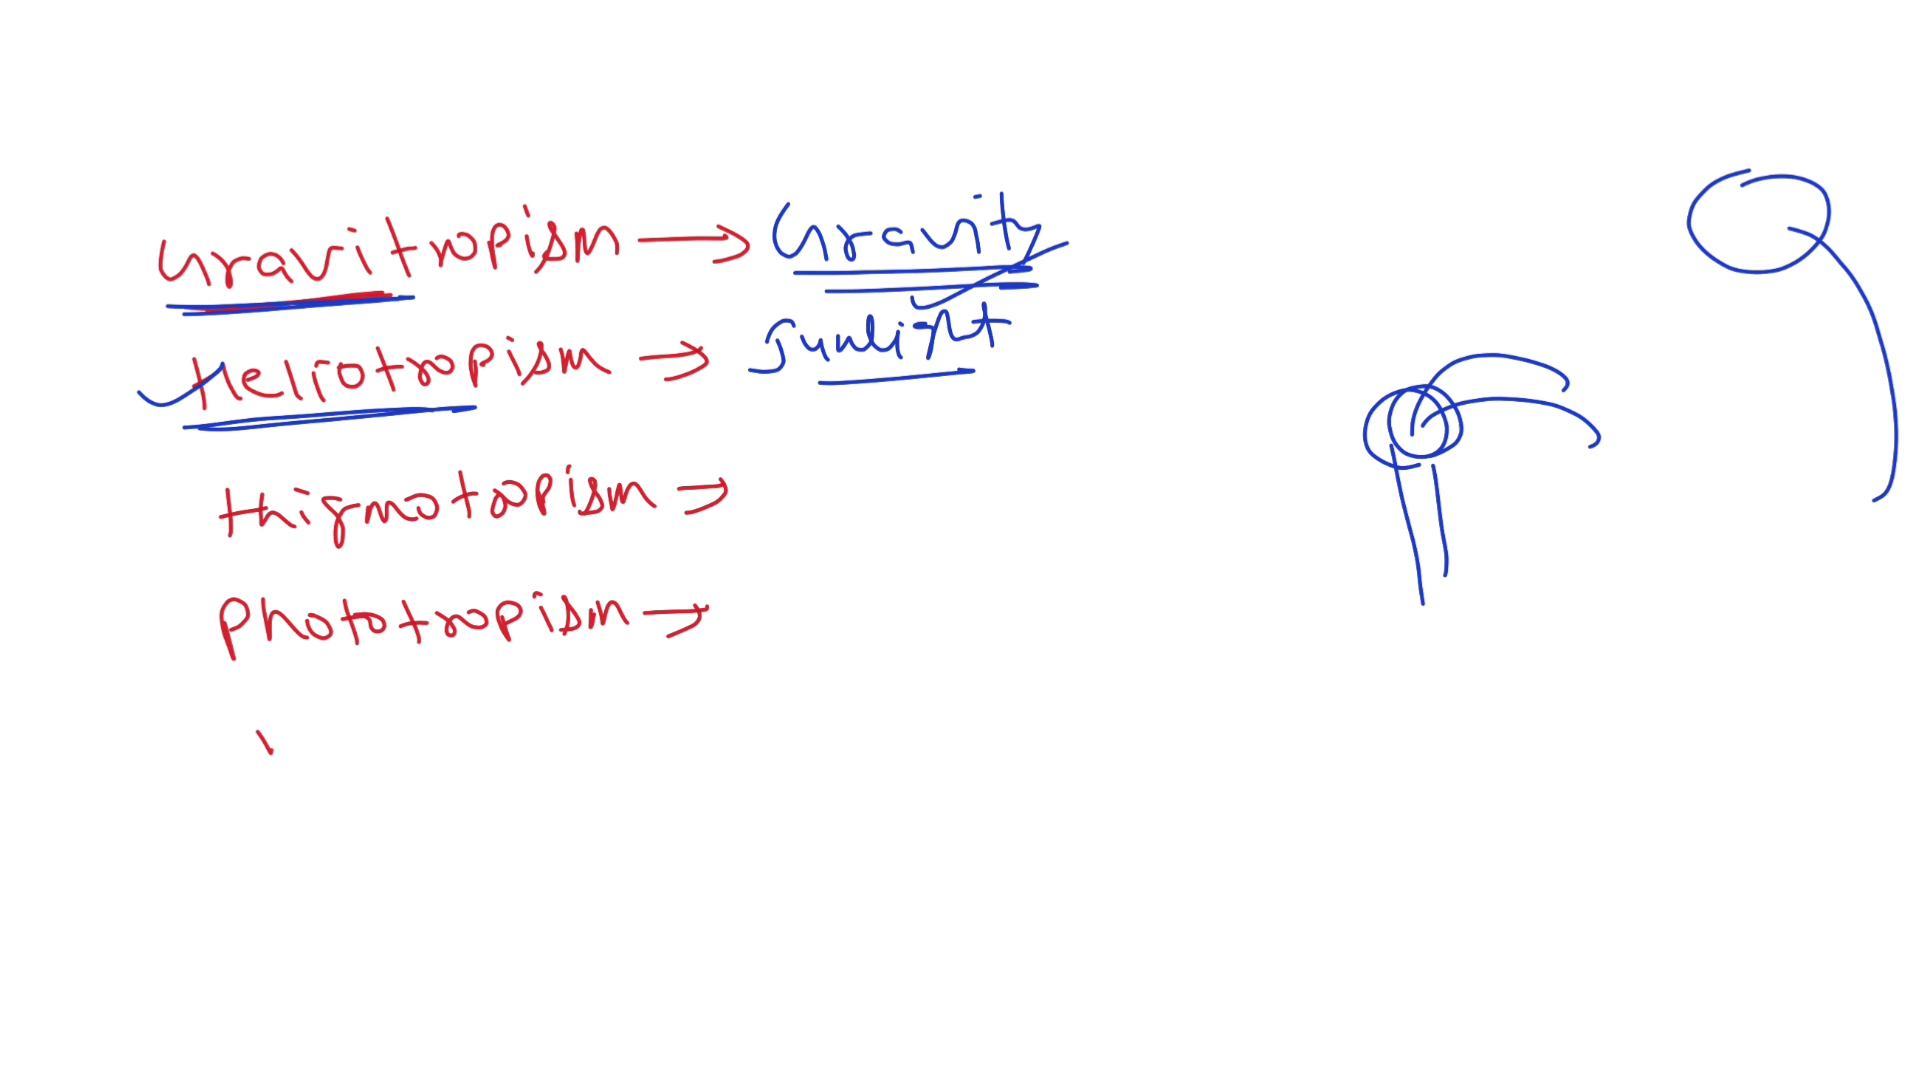 Gravitropism → Gravity
Heliotropism → Sunlight
thigmotropism →
Phototropism →